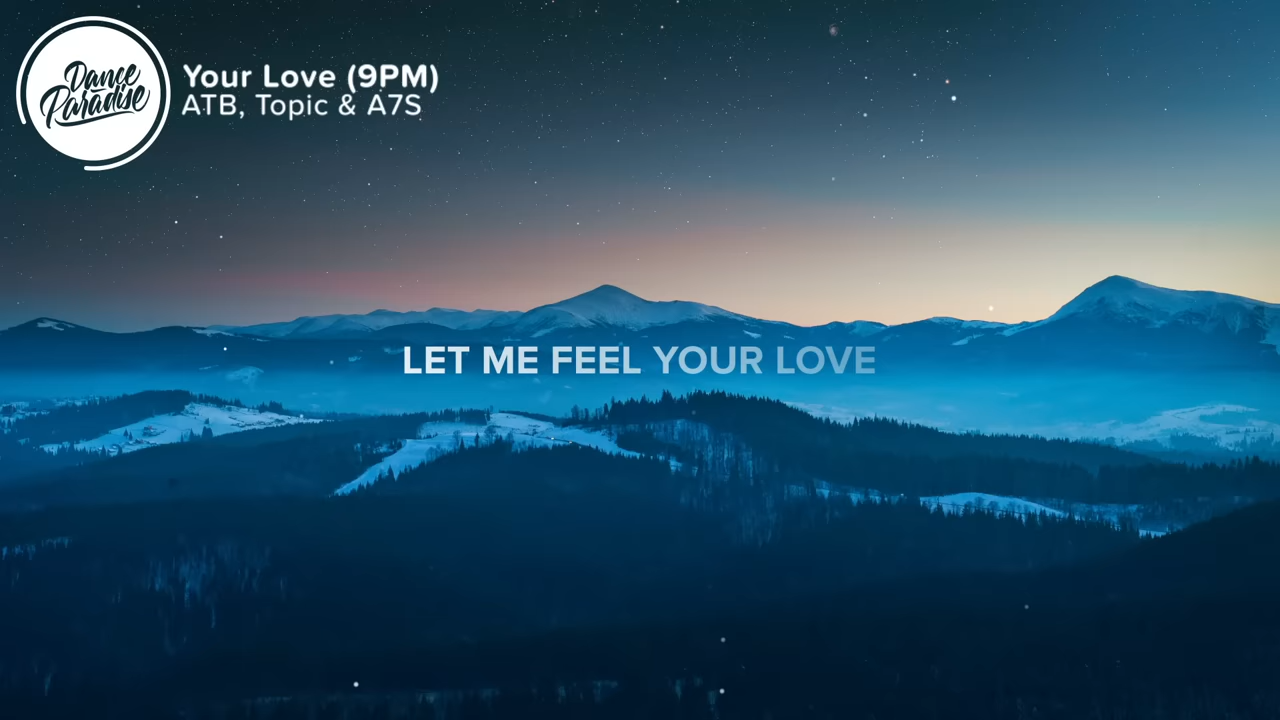 Dance
Paradise
Your Love (9PM)
ATB, Topic & A7S
LET ME FEEL YOUR LOVE